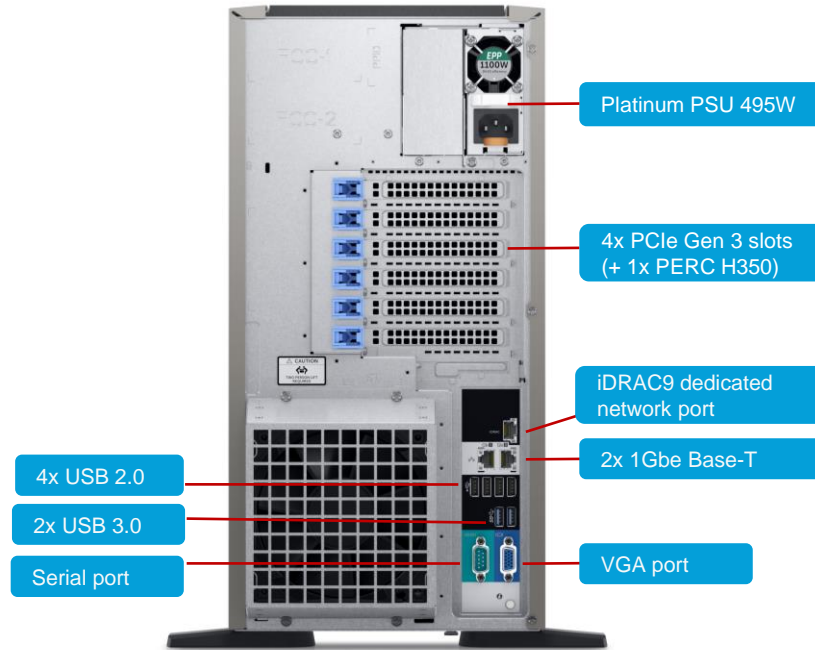 EPP
1100W
Platinum PSU 495W
4x PCIe Gen 3 slots
(+ 1x PERC H350)
CAUTION
iDRAC9 dedicated
network port
2x 1Gbe Base-T
4x USB 2.0
2x USB 3.0
Serial port
VGA port